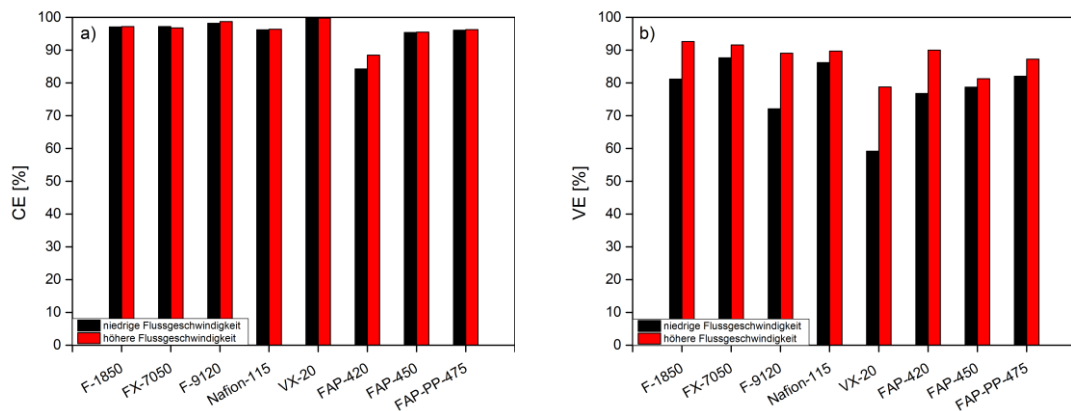 a)
CE [%]
100
90
80
70
60
50
40
30
20
10
0
niedrige Flussgeschwindigkeit
höhere Flussgeschwindigkeit
F-1850
FX-7050
F-9120
Nafion-115
VX-20
FAP-420
FAP-450
FAP-PP-475
b)
VE [%]
100
90
80
70
60
50
40
30
20
10
0
niedrige Flussgeschwindigkeit
höhere Flussgeschwindigkeit
F-1850
FX-7050
F-9120
Nafion-115
VX-20
FAP-420
FAP-450
FAP-PP-475